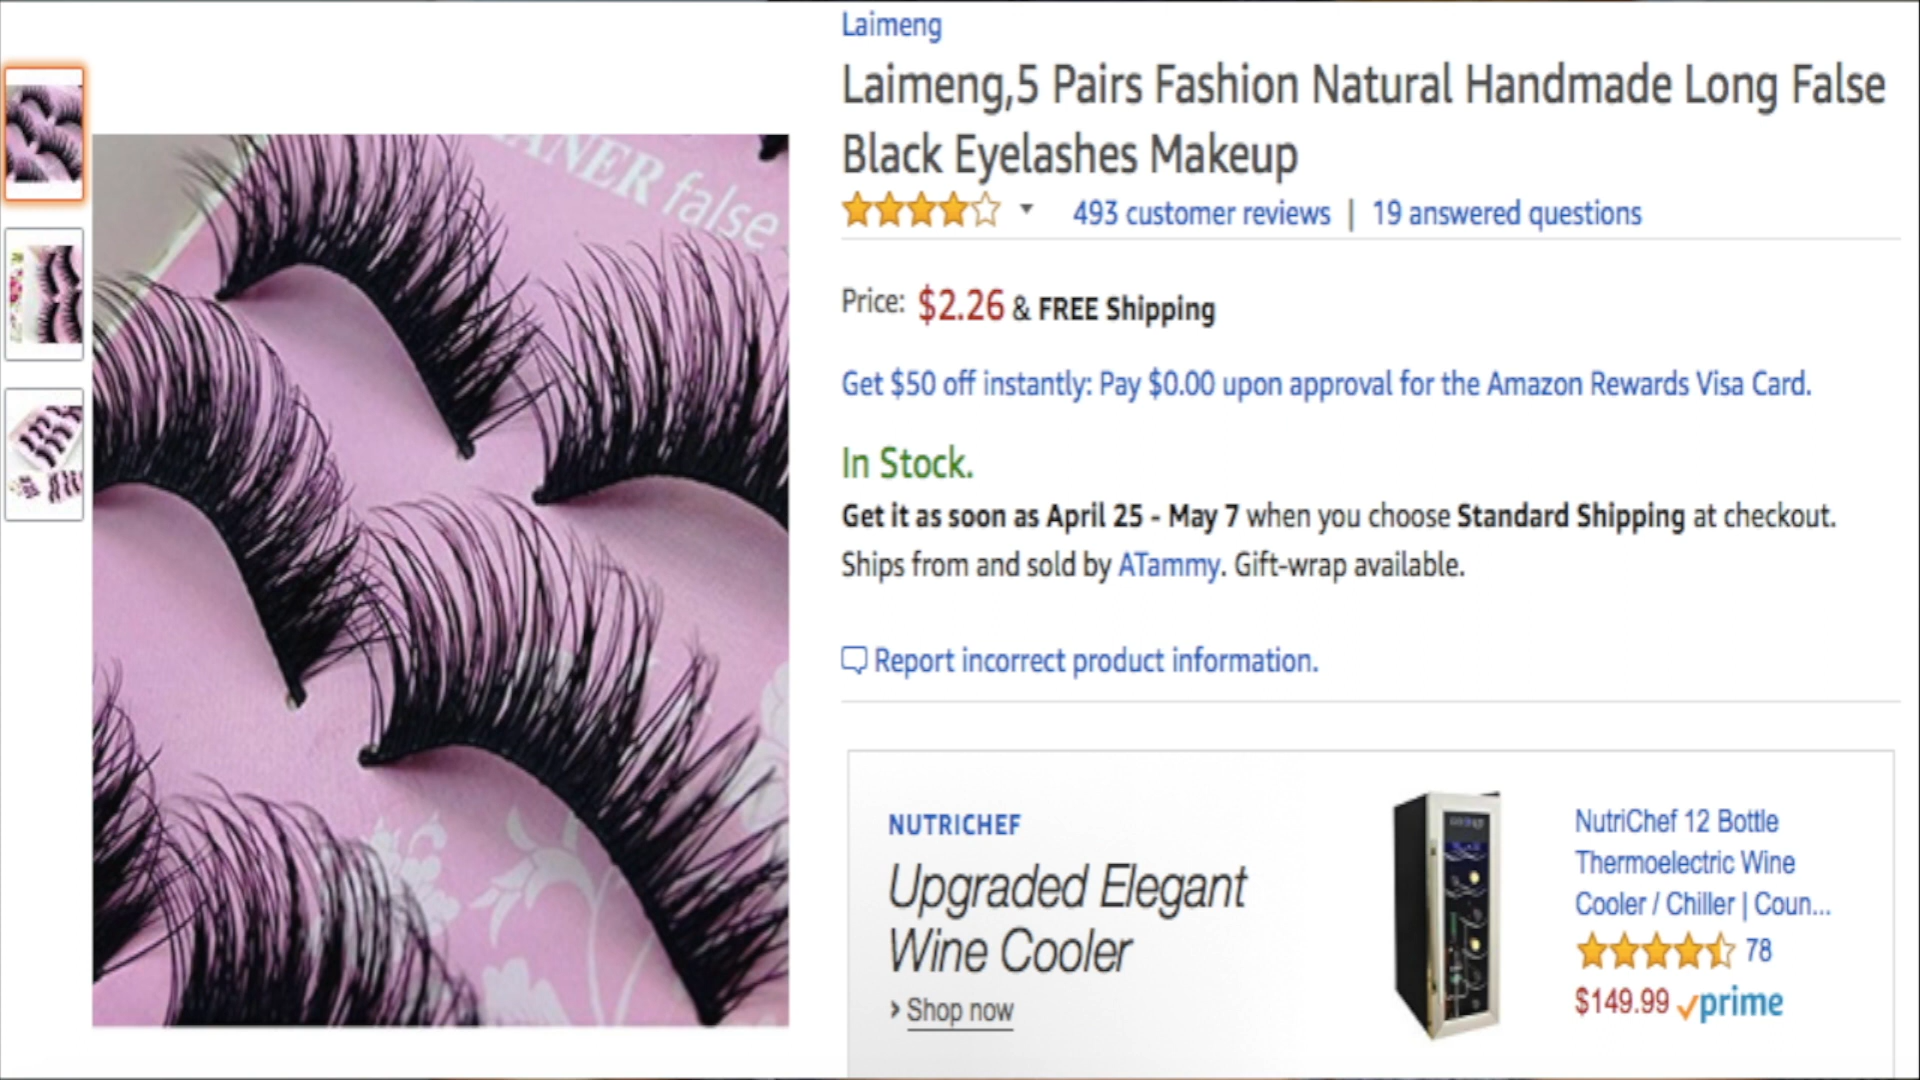 Laimeng
Laimeng,5 Pairs Fashion Natural Handmade Long False
Black Eyelashes Makeup
493 customer reviews | 19 answered questions
Price: $2.26 & FREE Shipping
Get $50 off instantly: Pay $0.00 upon approval for the Amazon Rewards Visa Card.
In Stock.
Get it as soon as April 25 - May 7 when you choose Standard Shipping at checkout.
Ships from and sold by ATammy. Gift-wrap available.
Report incorrect product information.
false
NUTRICHEF
Upgraded Elegant
Wine Cooler
› Shop now
NutriChef 12 Bottle
Thermoelectric Wine
Cooler / Chiller | Coun...
78
$149.99 prime